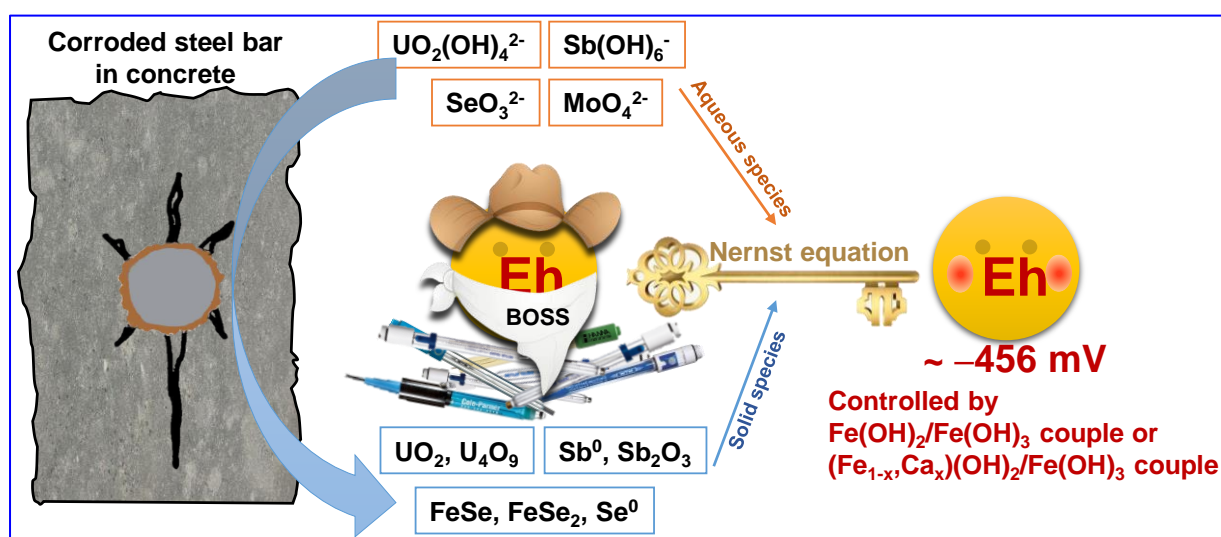 Corroded steel bar
in concrete
UO₂(OH)₄²⁻
Sb(OH)₆⁻
SeO₃²⁻
MoO₄²⁻
Aqueous species
Eh
BOSS
Nernst equation
Eh
~ −456 mV
Controlled by
Fe(OH)₂/Fe(OH)₃ couple or
(Fe₁₋ₓ,Caₓ)(OH)₂/Fe(OH)₃ couple
Solid species
UO₂, U₄O₉
Sb⁰, Sb₂O₃
FeSe, FeSe₂, Se⁰